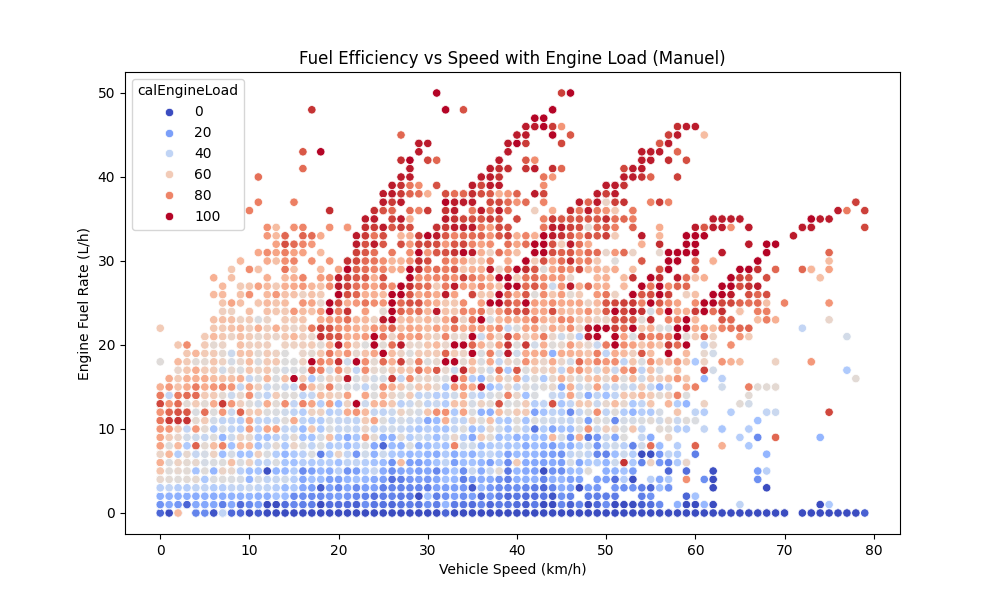 Fuel Efficiency vs Speed with Engine Load (Manuel)
calEngineLoad
0
20
40
60
80
100
Engine Fuel Rate (L/h)
50
40
30
20
10
0
0 10 20 30 40 50 60 70 80
Vehicle Speed (km/h)